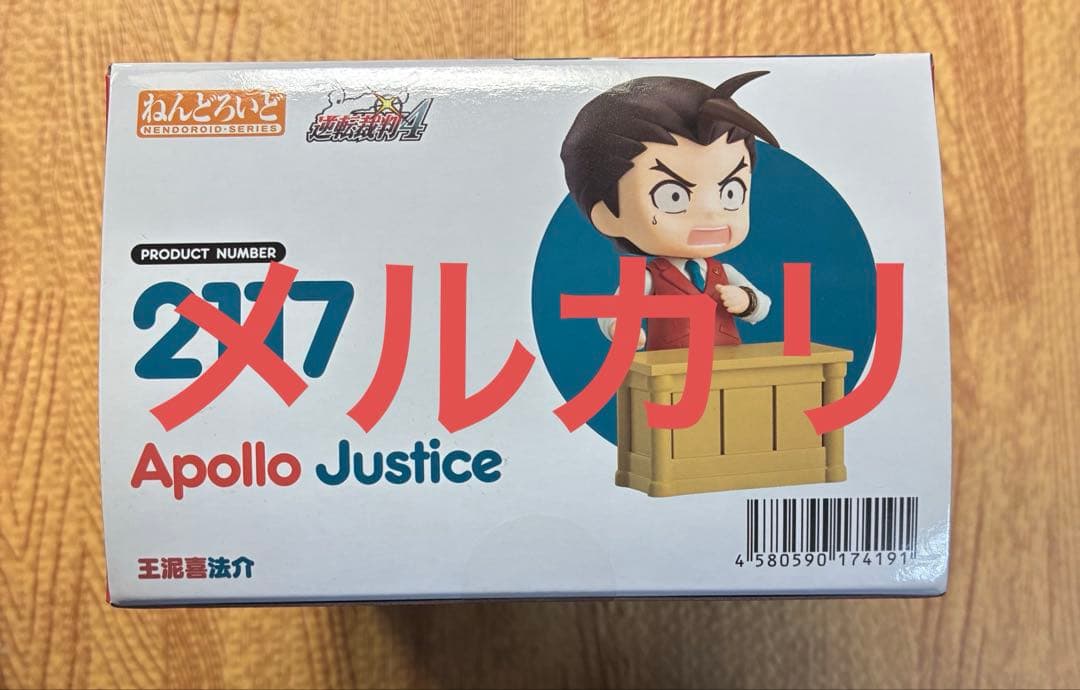 ねんどろいど
NENDOROID·SERIES
逆転裁判4
PRODUCT NUMBER
2117
メルカリ
Apollo Justice
王泥喜法介
4 580590 174191